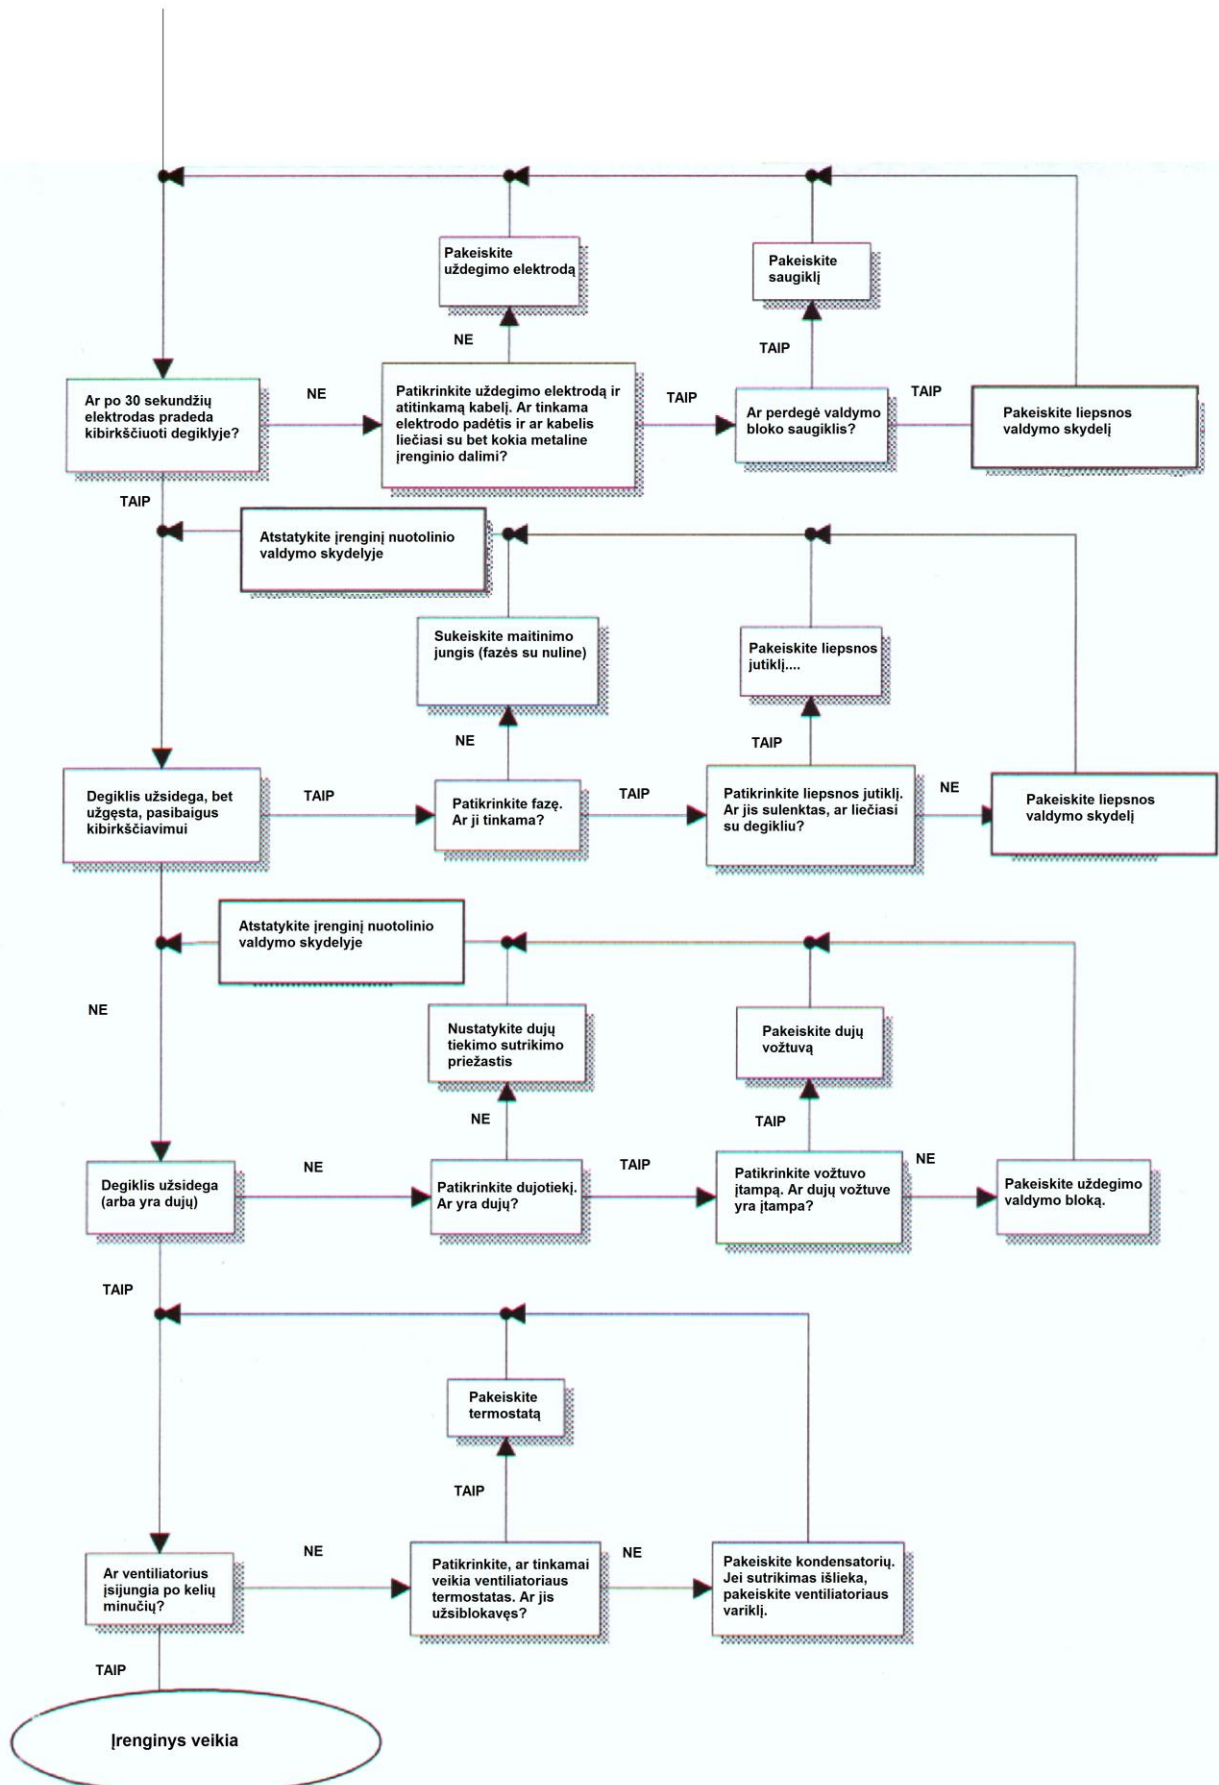 Pakeiskite
uždegimo elektrodą
Pakeiskite
saugiklį
NE
TAIP
Ar po 30 sekundžių
elektrodas pradeda
kibirkščiuoti degiklyje?
NE
Patikrinkite uždegimo elektrodą ir
atitinkamą kabelį. Ar tinkama
elektrodo padėtis ir ar kabelis
liečiasi su bet kokia metaline
įrenginio dalimi?
TAIP
Ar perdegė valdymo
bloko saugiklis?
TAIP
Pakeiskite liepsnos
valdymo skydelį
TAIP
Atstatykite įrenginį nuotolinio
valdymo skydelyje
Sukeiskite maitinimo
jungis (fazės su nuline)
Pakeiskite liepsnos
jutiklį....
NE
TAIP
Degiklis užsidega, bet
užgęsta, pasibaigus
kibirkščiavimui
TAIP
Patikrinkite fazę.
Ar ji tinkama?
TAIP
Patikrinkite liepsnos jutiklį.
Ar jis sulenktas, ar liečiasi
su degikliu?
NE
Pakeiskite liepsnos
valdymo skydelį
Atstatykite įrenginį nuotolinio
valdymo skydelyje
NE
Nustatykite dujų
tiekimo sutrikimo
priežastis
Pakeiskite dujų
vožtuvą
NE
TAIP
Degiklis užsidega
(arba yra dujų)
NE
Patikrinkite dujotiekį.
Ar yra dujų?
TAIP
Patikrinkite vožtuvo
įtampą. Ar dujų vožtuve
yra įtampa?
NE
Pakeiskite uždegimo
valdymo bloką.
TAIP
Pakeiskite
termostatą
TAIP
Ar ventiliatorius
įsijungia po kelių
minučių?
NE
Patikrinkite, ar tinkamai
veikia ventiliatoriaus
termostatas. Ar jis
užsiblokavęs?
NE
Pakeiskite kondensatorių.
Jei sutrikimas išlieka,
pakeiskite ventiliatoriaus
variklį.
TAIP
Įrenginys veikia